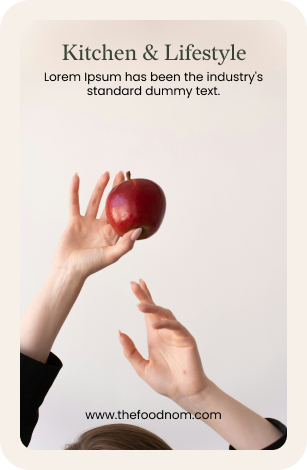 Kitchen & Lifestyle
Lorem Ipsum has been the industry's
standard dummy text.
www.thefoodnom.com